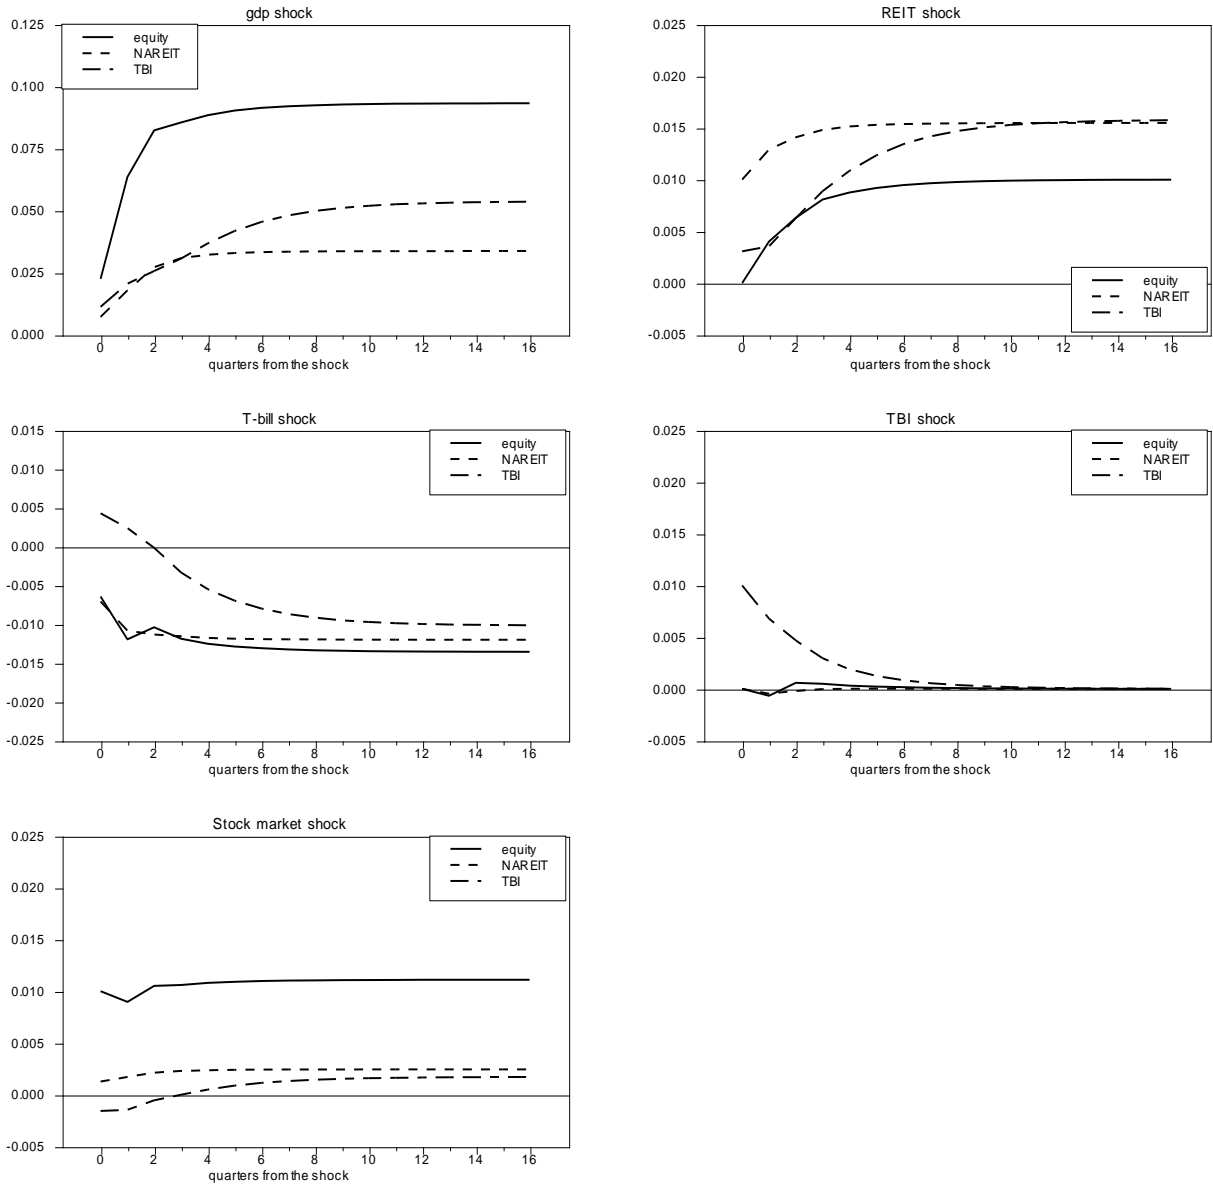 gdp shock
0.125
0.100
0.075
0.050
0.025
0.000
equity
NAREIT
TBI
0 2 4 6 8 10 12 14 16
quarters from the shock
REIT shock
0.025
0.020
0.015
0.010
0.005
0.000
-0.005
equity
NAREIT
TBI
0 2 4 6 8 10 12 14 16
quarters from the shock
T-bill shock
0.015
0.010
0.005
0.000
-0.005
-0.010
-0.015
-0.020
-0.025
equity
NAREIT
TBI
0 2 4 6 8 10 12 14 16
quarters from the shock
TBI shock
0.025
0.020
0.015
0.010
0.005
0.000
-0.005
equity
NAREIT
TBI
0 2 4 6 8 10 12 14 16
quarters from the shock
Stock market shock
0.025
0.020
0.015
0.010
0.005
0.000
-0.005
equity
NAREIT
TBI
0 2 4 6 8 10 12 14 16
quarters from the shock